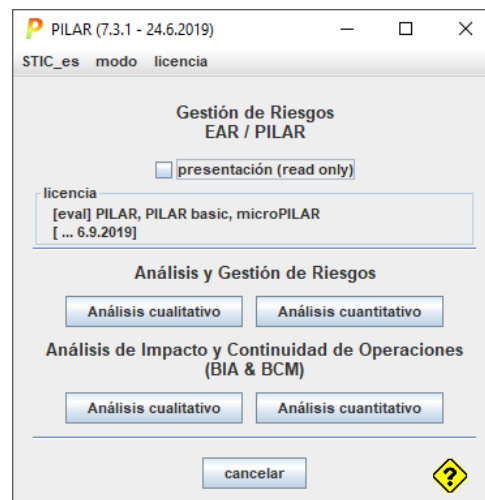 PILAR (7.3.1 - 24.6.2019)
STIC_es modo licencia
Gestión de Riesgos
EAR / PILAR
presentación (read only)
licencia
[eval] PILAR, PILAR basic, microPILAR
[ ... 6.9.2019]
Análisis y Gestión de Riesgos
Análisis cualitativo Análisis cuantitativo
Análisis de Impacto y Continuidad de Operaciones
(BIA & BCM)
Análisis cualitativo Análisis cuantitativo
cancelar
?